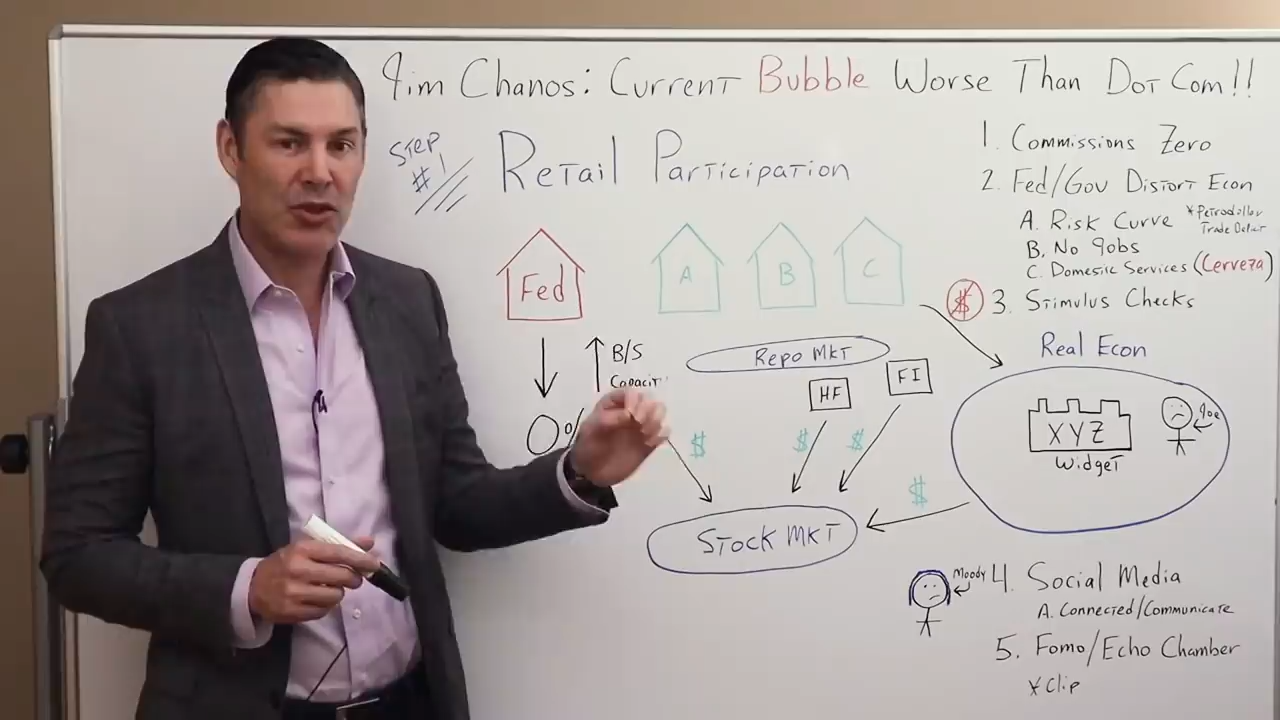 Jim Chanos: Current Bubble Worse Than Dot Com!!
Step #1
Retail Participation
1. Commissions Zero
2. Fed/Gov Distort Econ
A. Risk Curve
*Petrodollar
Trade Deficit
B. No Jobs
C. Domestic Services (Cerveza)
$ 3. Stimulus Checks
Fed
A
B
C
B/S
0%
Repo Mkt
HF
FI
$
$
$
$
Stock Mkt
Real Econ
XYZ
Widget
Joe
Moody
4. Social Media
A. Connected/Communicate
5. Fomo/Echo Chamber
*Clip